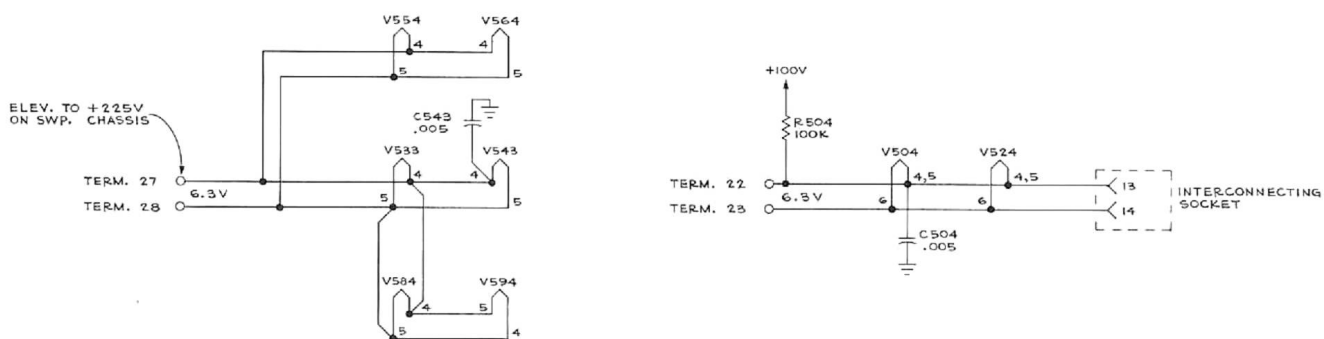 V554
V564
4
4
5
5
ELEV. TO +225V
ON SWP. CHASSIS
C543
.005
V533
V543
4
4
TERM. 27
6.3V
TERM. 28
5
5
V584
V594
4
5
5
4
+100V
R504
100K
V504
V524
TERM. 22
4,5
4,5
13
6.3V
INTERCONNECTING
SOCKET
TERM. 23
6
6
14
C504
.005